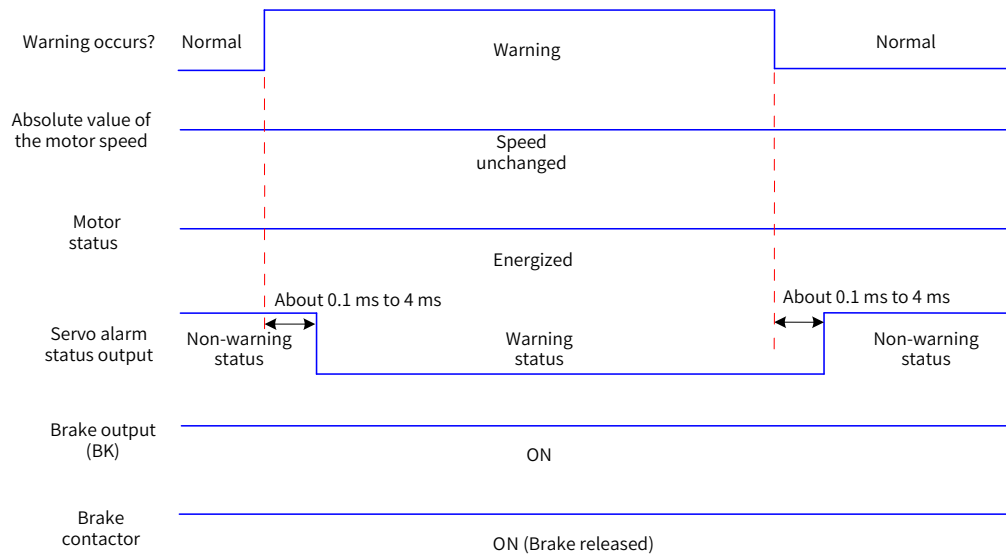 Warning occurs?
Normal
Warning
Normal
Absolute value of
the motor speed
Speed
unchanged
Motor
status
Energized
About 0.1 ms to 4 ms
About 0.1 ms to 4 ms
Servo alarm
status output
Non-warning
status
Warning
status
Non-warning
status
Brake output
(BK)
ON
Brake
contactor
ON (Brake released)